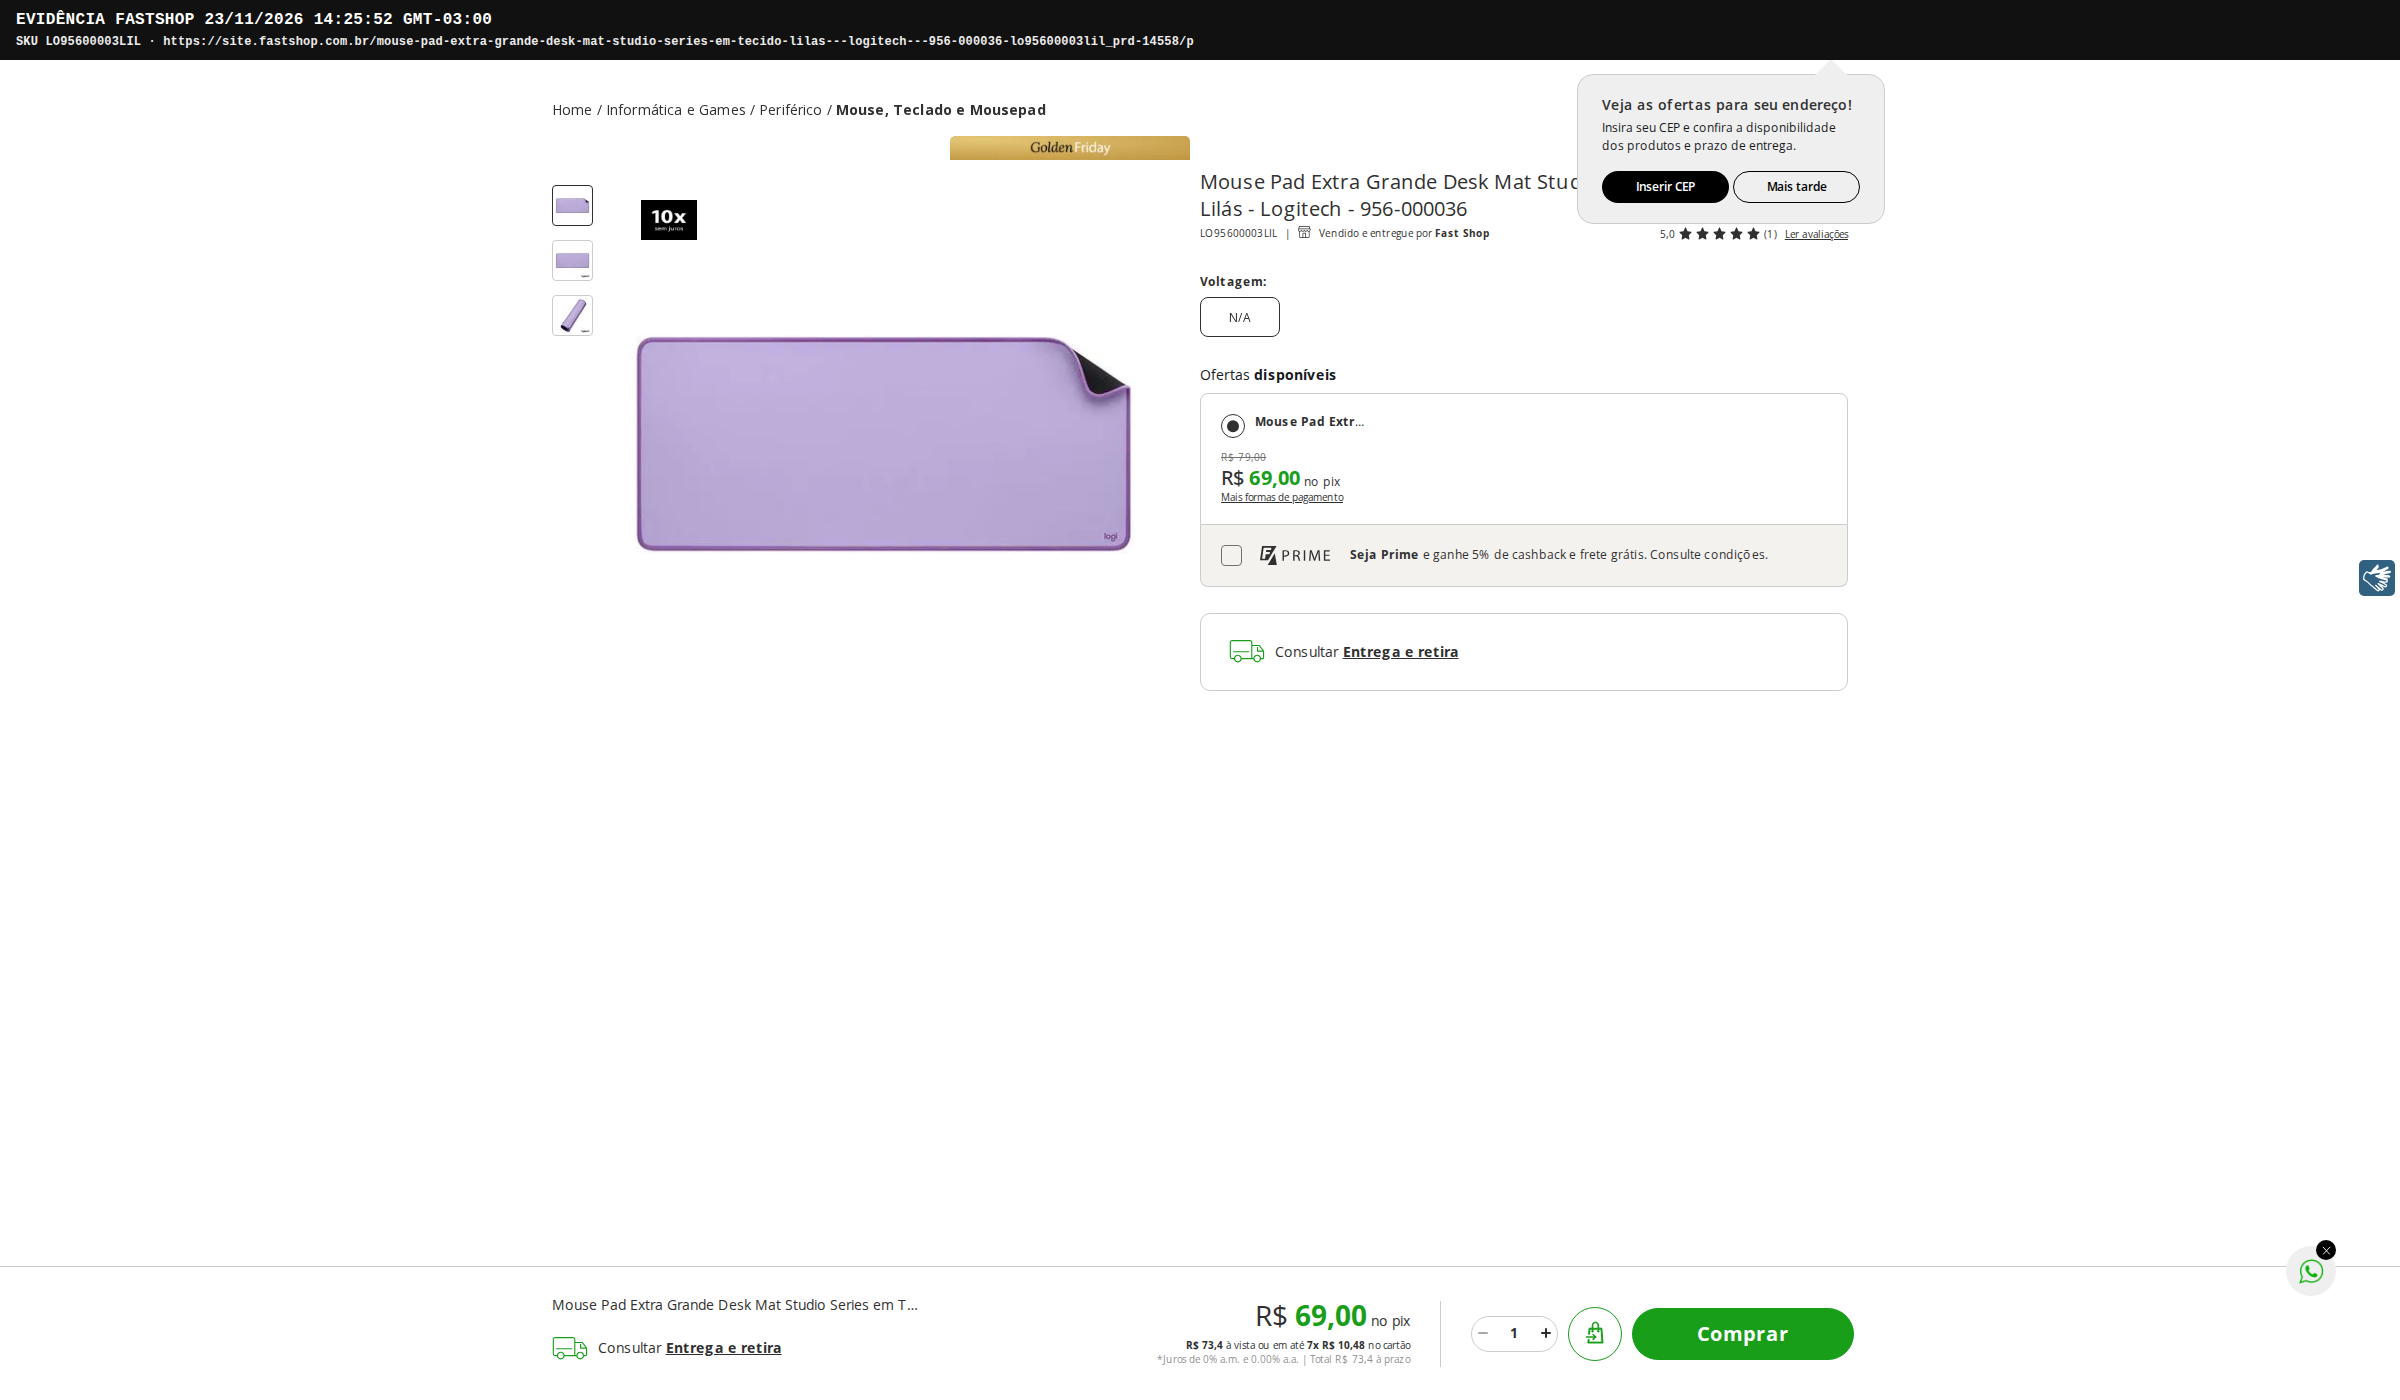 EVIDÊNCIA FASTSHOP 23/11/2026 14:25:52 GMT-03:00
SKU LO95600003LIL · https://site.fastshop.com.br/mouse-pad-extra-grande-desk-mat-studio-series-em-tecido-lilas---logitech---956-000036-lo95600003lil_prd-14558/p
Home / Informática e Games / Periférico / Mouse, Teclado e Mousepad
Veja as ofertas para seu endereço!
Insira seu CEP e confira a disponibilidade
dos produtos e prazo de entrega.
Inserir CEP
Mais tarde
Golden Friday
10x
sem juros
Mouse Pad Extra Grande Desk Mat Stud
Lilás - Logitech - 956-000036
LO95600003LIL | Vendido e entregue por Fast Shop
5,0 (1) Ler avaliações
Voltagem:
N/A
Ofertas disponíveis
Mouse Pad Extr...
R$ 79,00
R$ 69,00 no pix
Mais formas de pagamento
PRIME Seja Prime e ganhe 5% de cashback e frete grátis. Consulte condições.
logi
Consultar Entrega e retira
Mouse Pad Extra Grande Desk Mat Studio Series em T...
Consultar Entrega e retira
R$ 69,00 no pix
R$ 73,4 à vista ou em até 7x R$ 10,48 no cartão
*Juros de 0% a.m. e 0.00% a.a. | Total R$ 73,4 à prazo
1
Comprar